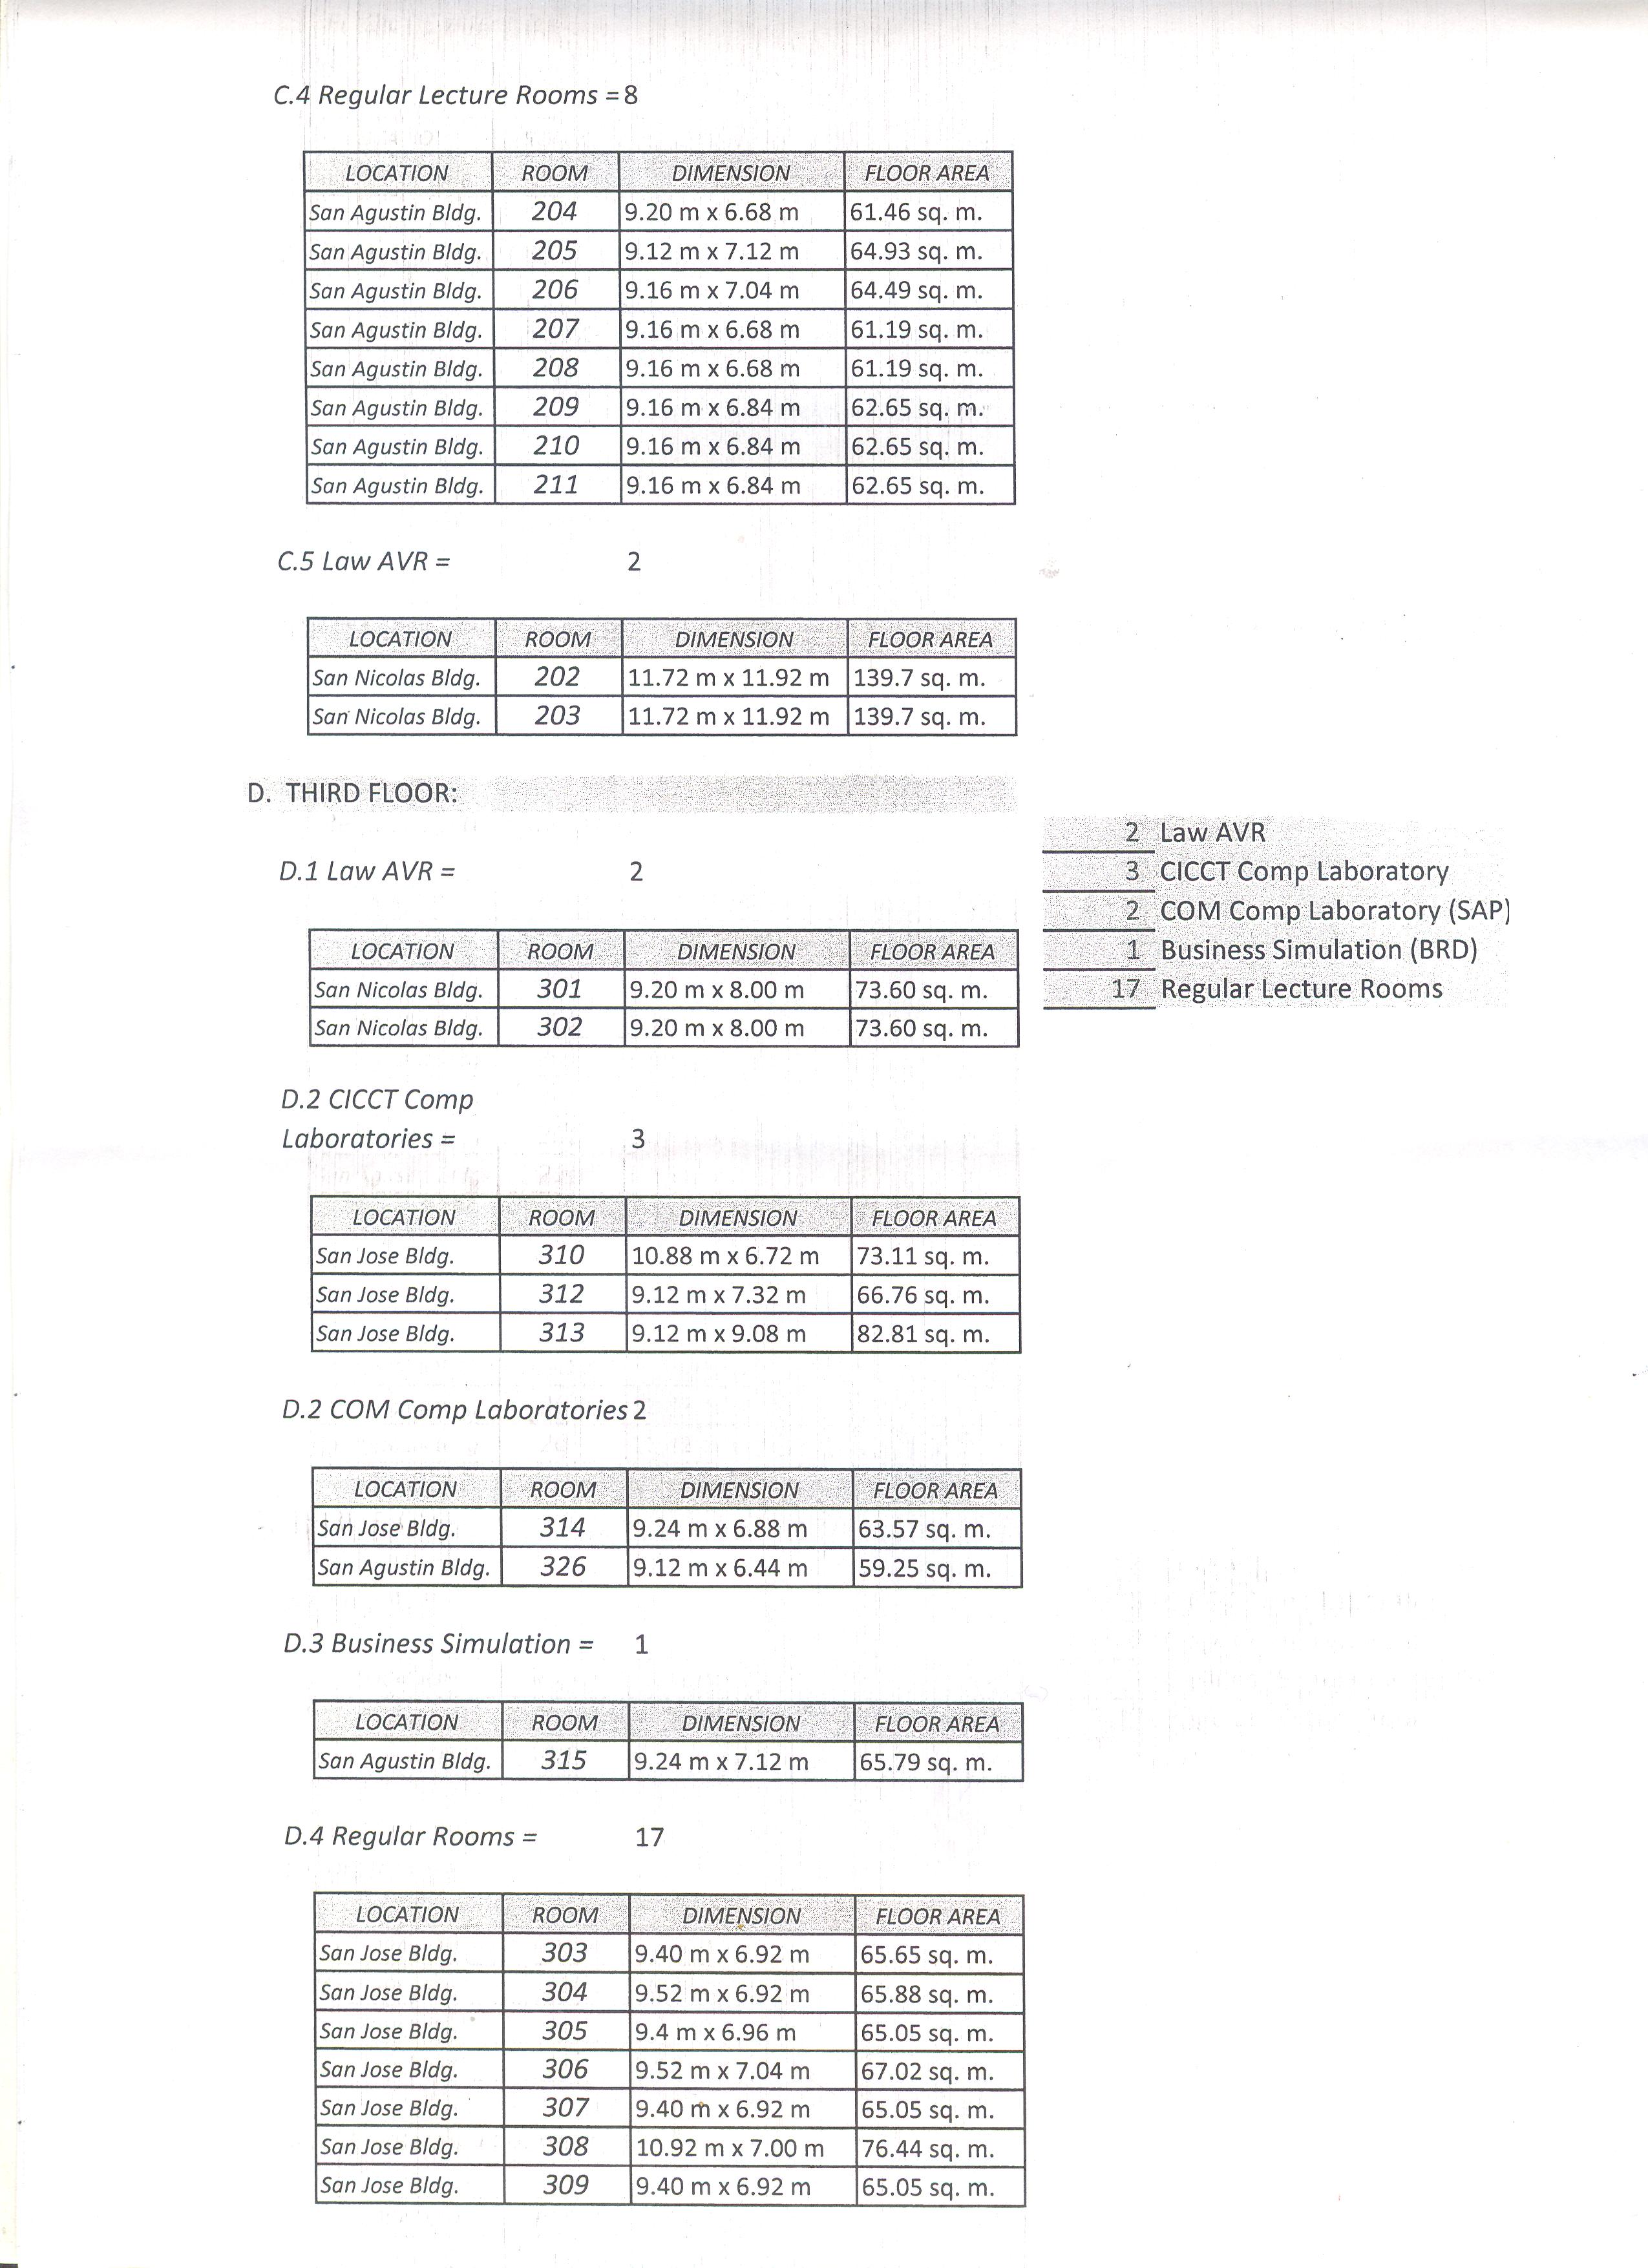 C.4 Regular Lecture Rooms = 8
LOCATION ROOM DIMENSION FLOOR AREA
San Agustin Bldg. 204 9.20 m x 6.68 m 61.46 sq. m.
San Agustin Bldg. 205 9.12 m x 7.12 m 64.93 sq. m.
San Agustin Bldg. 206 9.16 m x 7.04 m 64.49 sq. m.
San Agustin Bldg. 207 9.16 m x 6.68 m 61.19 sq. m.
San Agustin Bldg. 208 9.16 m x 6.68 m 61.19 sq. m.
San Agustin Bldg. 209 9.16 m x 6.84 m 62.65 sq. m.
San Agustin Bldg. 210 9.16 m x 6.84 m 62.65 sq. m.
San Agustin Bldg. 211 9.16 m x 6.84 m 62.65 sq. m.
C.5 Law AVR = 2
LOCATION ROOM DIMENSION FLOOR AREA
San Nicolas Bldg. 202 11.72 m x 11.92 m 139.7 sq. m.
San Nicolas Bldg. 203 11.72 m x 11.92 m 139.7 sq. m.
D. THIRD FLOOR:
2 Law AVR
3 CICCT Comp Laboratory
2 COM Comp Laboratory (SAP)
1 Business Simulation (BRD)
17 Regular Lecture Rooms
D.1 Law AVR = 2
LOCATION ROOM DIMENSION FLOOR AREA
San Nicolas Bldg. 301 9.20 m x 8.00 m 73.60 sq. m.
San Nicolas Bldg. 302 9.20 m x 8.00 m 73.60 sq. m.
D.2 CICCT Comp
Laboratories = 3
LOCATION ROOM DIMENSION FLOOR AREA
San Jose Bldg. 310 10.88 m x 6.72 m 73.11 sq. m.
San Jose Bldg. 312 9.12 m x 7.32 m 66.76 sq. m.
San Jose Bldg. 313 9.12 m x 9.08 m 82.81 sq. m.
D.2 COM Comp Laboratories 2
LOCATION ROOM DIMENSION FLOOR AREA
San Jose Bldg. 314 9.24 m x 6.88 m 63.57 sq. m.
San Agustin Bldg. 326 9.12 m x 6.44 m 59.25 sq. m.
D.3 Business Simulation = 1
LOCATION ROOM DIMENSION FLOOR AREA
San Agustin Bldg. 315 9.24 m x 7.12 m 65.79 sq. m.
D.4 Regular Rooms = 17
LOCATION ROOM DIMENSION FLOOR AREA
San Jose Bldg. 303 9.40 m x 6.92 m 65.65 sq. m.
San Jose Bldg. 304 9.52 m x 6.92 m 65.88 sq. m.
San Jose Bldg. 305 9.4 m x 6.96 m 65.05 sq. m.
San Jose Bldg. 306 9.52 m x 7.04 m 67.02 sq. m.
San Jose Bldg. 307 9.40 m x 6.92 m 65.05 sq. m.
San Jose Bldg. 308 10.92 m x 7.00 m 76.44 sq. m.
San Jose Bldg. 309 9.40 m x 6.92 m 65.05 sq. m.